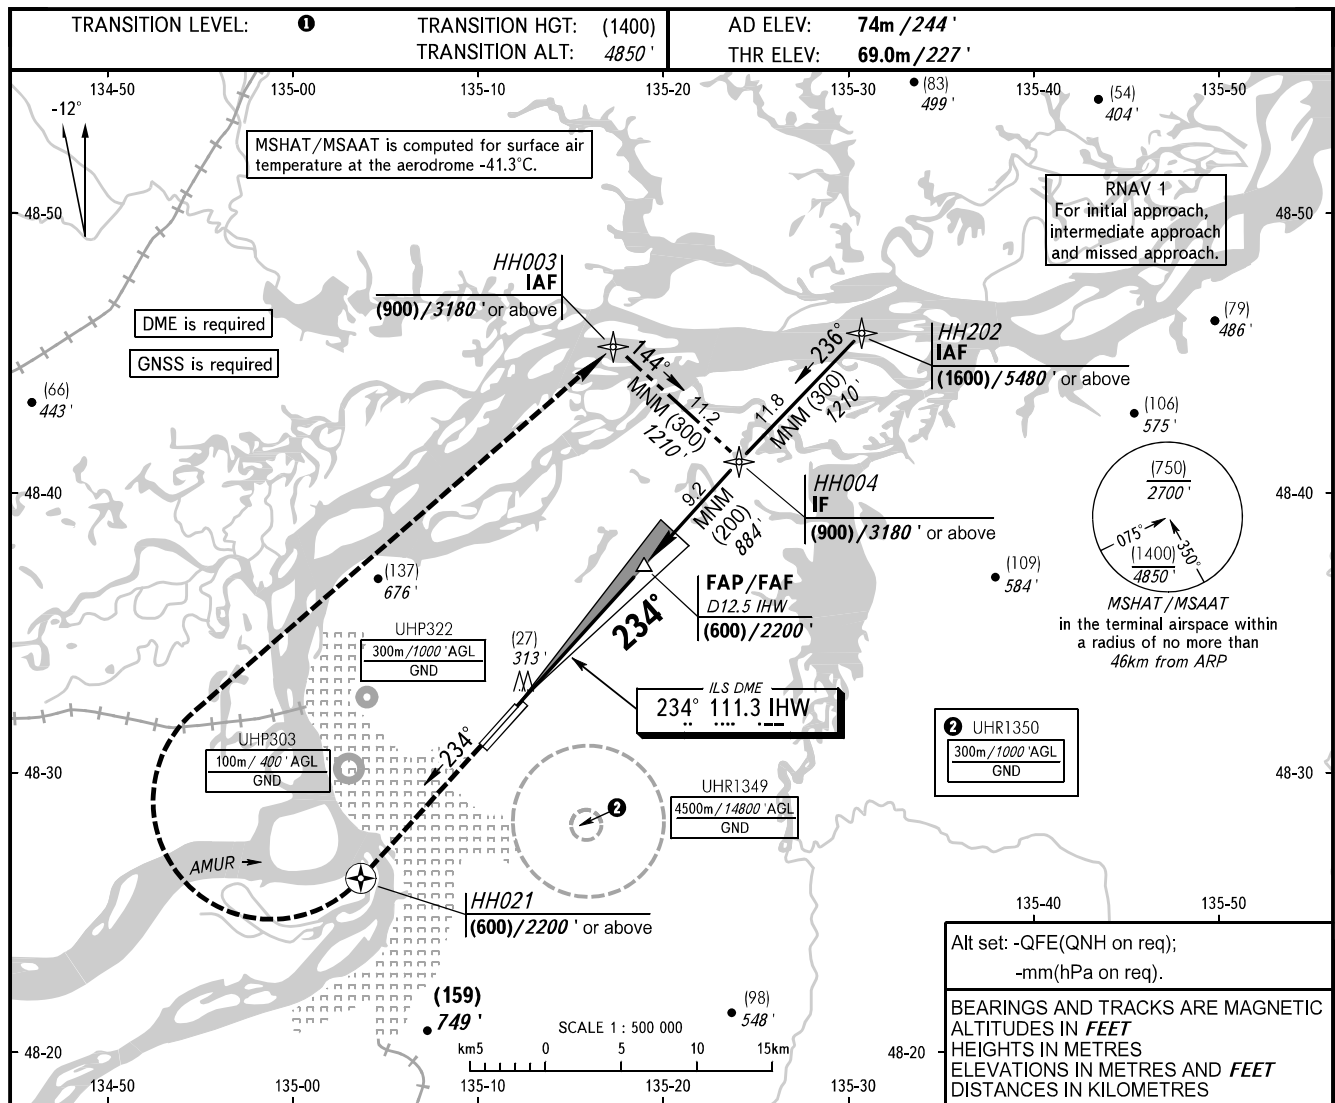 TRANSITION LEVEL: ❶
TRANSITION HGT: (1400)
TRANSITION ALT: 4850 '
AD ELEV: 74m / 244 '
THR ELEV: 69.0m / 227 '
134-50 135-00 135-10 135-20 135-30 135-40 135-50
-12°
MSHAT/MSAAT is computed for surface air
temperature at the aerodrome -41.3°C.
(83)
499 '
(54)
404 '
RNAV 1
For initial approach,
intermediate approach
and missed approach.
48-50 48-50
HH003
IAF
(900)/3180 ' or above
DME is required
GNSS is required
(79)
486 '
HH202
IAF
(1600)/5480 ' or above
144°
11.2
MNM (300)
1210'
236°
11.8
MNM (300)
1210'
(66)
443 '
(106)
575 '
HH004
IF
(900)/3180 ' or above
9.2
MNM
(200)
884'
48-40 48-40
(750)
2700 '
075°
350°
(1400)
4850 '
MSHAT/MSAAT
in the terminal airspace within
a radius of no more than
46km from ARP
(137)
676 '
(109)
584 '
FAP/FAF
D12.5 IHW
(600)/2200 '
234°
UHP322
300m/1000 'AGL
GND
(27)
313 '
ILS DME
234° 111.3 IHW
UHP303
100m/ 400 'AGL
GND
234°
❷ UHR1350
300m/1000 'AGL
GND
48-30 48-30
UHR1349
4500m/14800 'AGL
GND
❷
AMUR
HH021
(600)/2200 ' or above
135-40 135-50
Alt set: -QFE(QNH on req);
-mm(hPa on req).
(159)
749 '
(98)
548 '
SCALE 1 : 500 000
km5 0 5 10 15km
48-20 48-20
BEARINGS AND TRACKS ARE MAGNETIC
ALTITUDES IN FEET
HEIGHTS IN METRES
ELEVATIONS IN METRES AND FEET
DISTANCES IN KILOMETRES
134-50 135-00 135-10 135-20 135-30